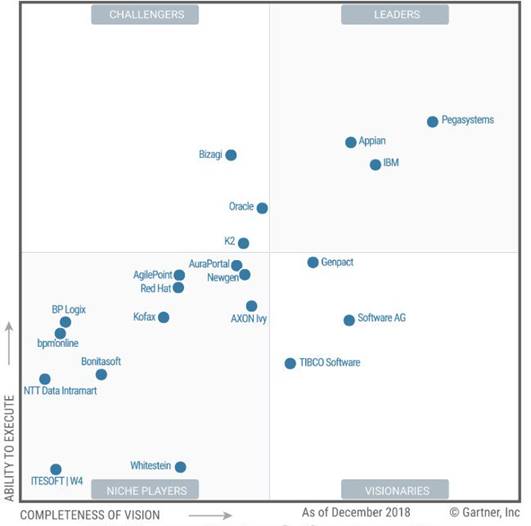 CHALLENGERS
LEADERS
Pegasystems
Appian
Bizagi
IBM
Oracle
K2
AuraPortal
Genpact
AgilePoint
Newgen
Red Hat
BP Logix
Kofax
AXON Ivy
Software AG
bpm'online
Bonitasoft
TIBCO Software
NTT Data Intramart
Whitestein
ITESOFT | W4
NICHE PLAYERS
VISIONARIES
ABILITY TO EXECUTE
COMPLETENESS OF VISION
As of December 2018
© Gartner, Inc